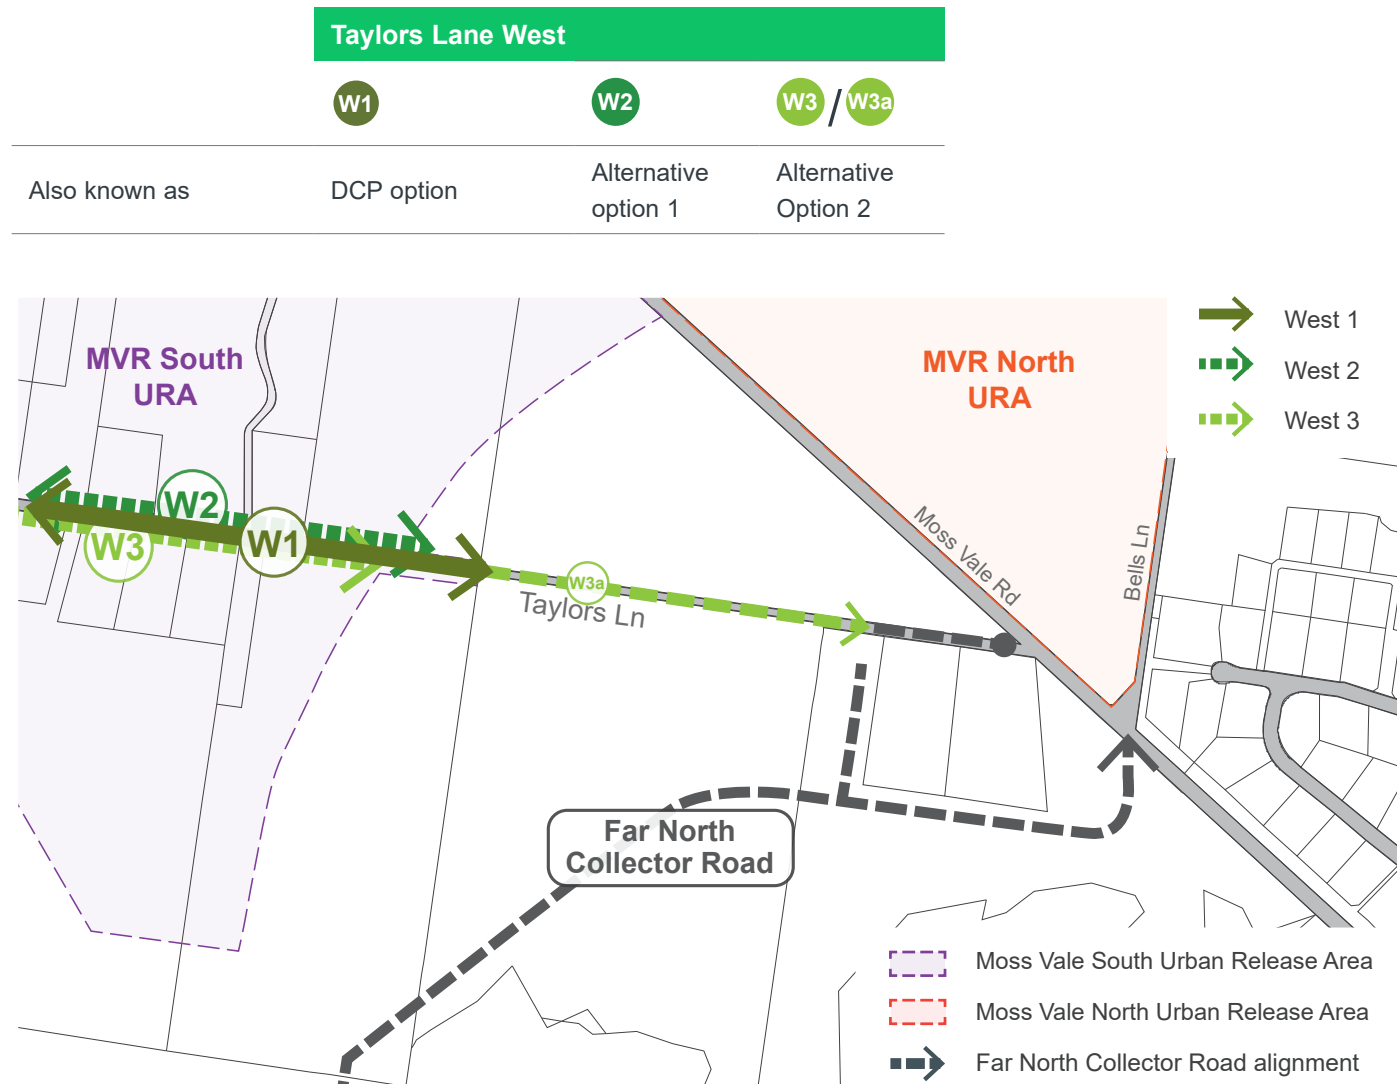 Taylors Lane West
W1
W2
W3 / W3a
Also known as
DCP option
Alternative
option 1
Alternative
Option 2
West 1
West 2
West 3
MVR South
URA
MVR North
URA
W2
W1
W3
W3a
Taylors Ln
Moss Vale Rd
Bells Ln
Far North
Collector Road
Moss Vale South Urban Release Area
Moss Vale North Urban Release Area
Far North Collector Road alignment